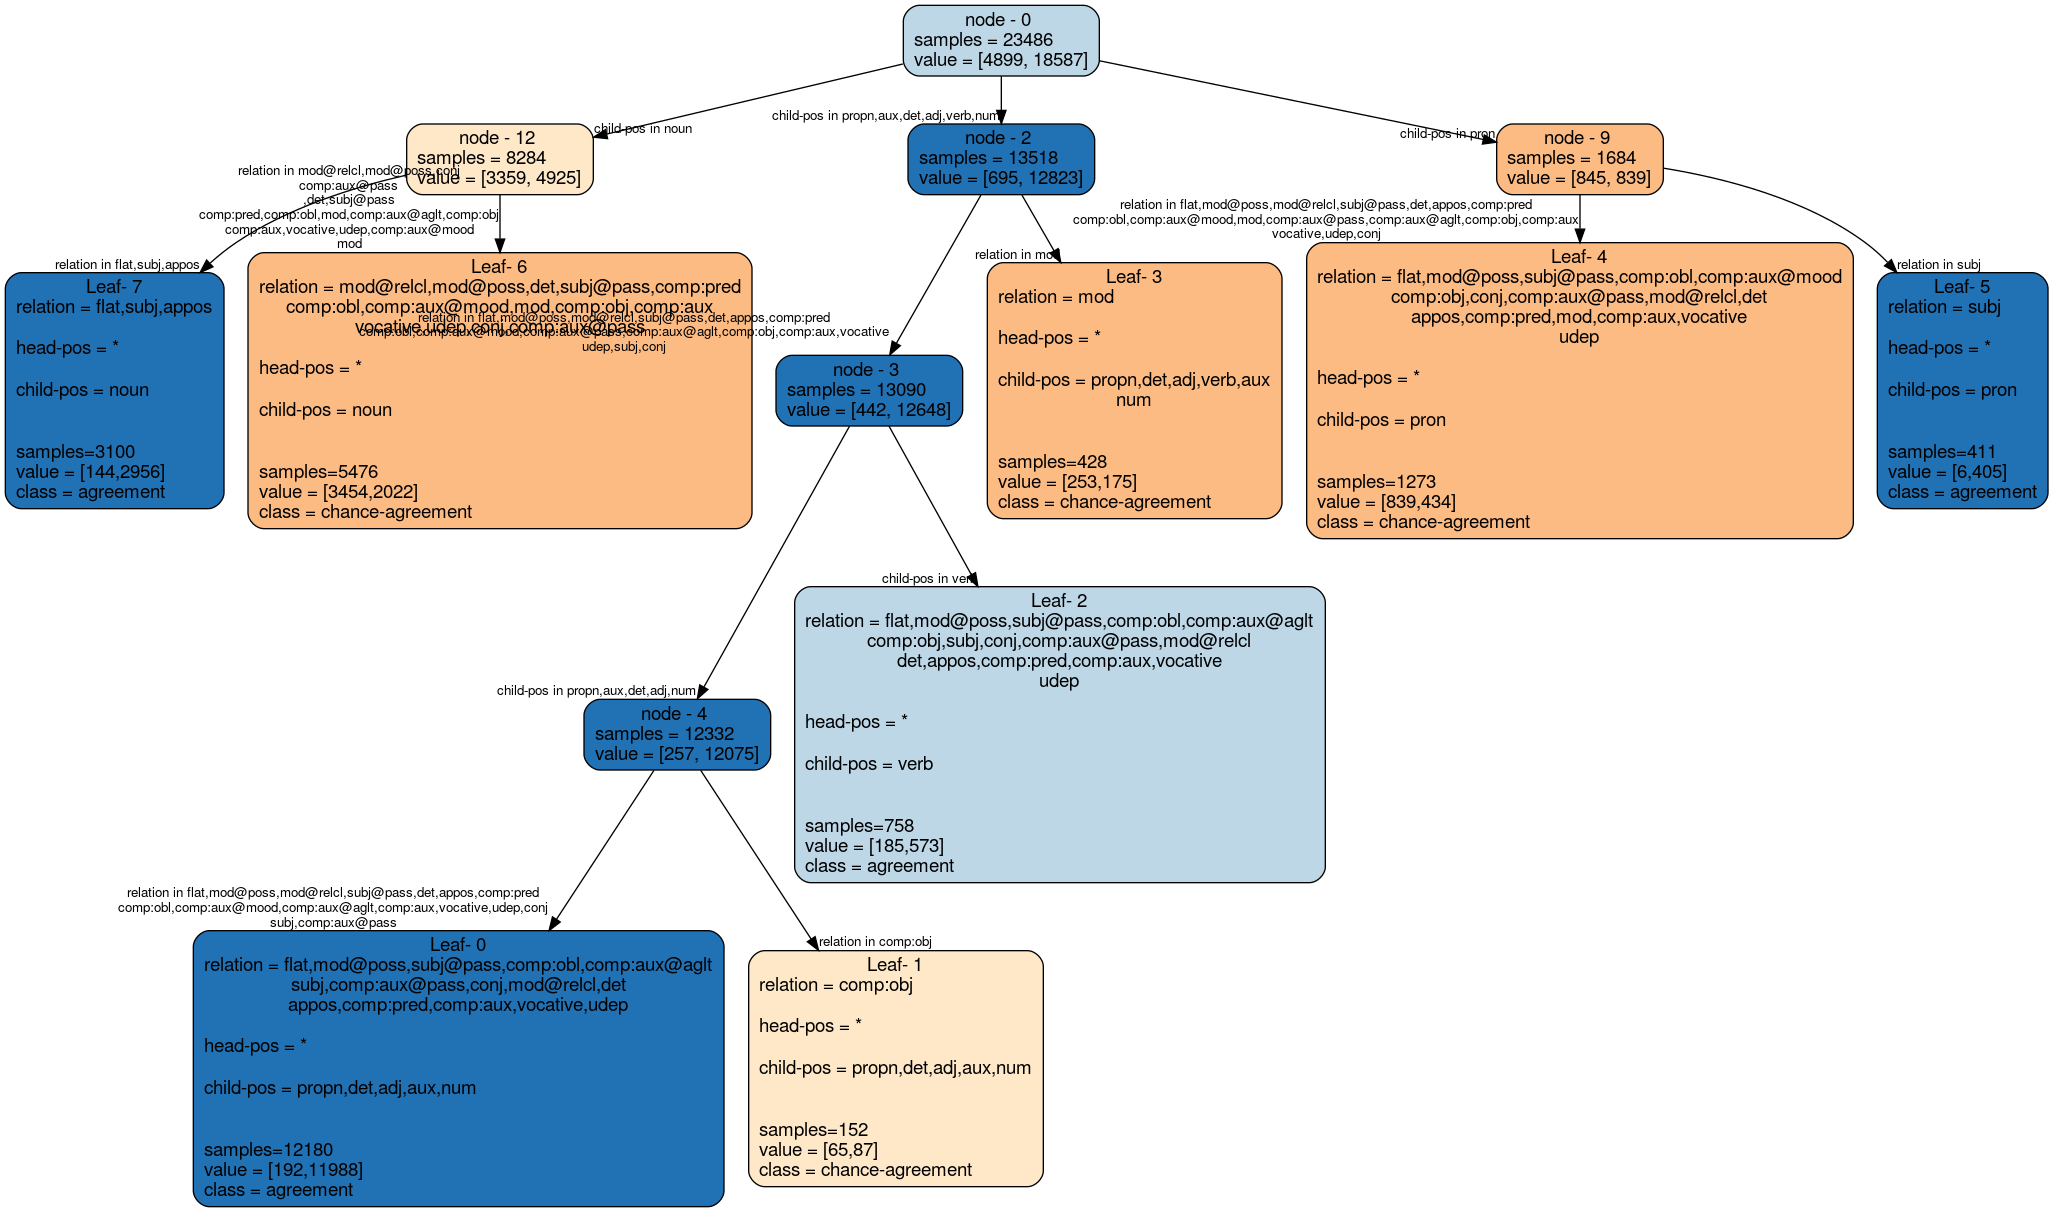 node - 0
samples = 23486
value = [4899, 18587]
child-pos in noun
child-pos in propn,aux,det,adj,verb,num
child-pos in pron
node - 12
samples = 8284
value = [3359, 4925]
node - 2
samples = 13518
value = [695, 12823]
node - 9
samples = 1684
value = [845, 839]
relation in flat,subj,appos
relation in mod@relcl,mod@poss,conj
comp:aux@pass
,det,subj@pass
comp:pred,comp:obl,mod,comp:aux@aglt,comp:obj
comp:aux,vocative,udep,comp:aux@mood
mod
relation in flat,mod@poss,mod@relcl,subj@pass,det,appos,comp:pred
comp:obl,comp:aux@mood,comp:aux@pass,comp:aux@aglt,comp:obj,comp:aux,vocative
udep,subj,conj
relation in mod
relation in flat,mod@poss,mod@relcl,subj@pass,det,appos,comp:pred
comp:obl,comp:aux@mood,mod,comp:aux@pass,comp:aux@aglt,comp:obj,comp:aux
vocative,udep,conj
relation in subj
Leaf- 7
relation = flat,subj,appos
head-pos = *
child-pos = noun
samples=3100
value = [144,2956]
class = agreement
Leaf- 6
relation = mod@relcl,mod@poss,det,subj@pass,comp:pred
comp:obl,comp:aux@mood,mod,comp:obj,comp:aux
vocative,udep,conj,comp:aux@pass
head-pos = *
child-pos = noun
samples=5476
value = [3454,2022]
class = chance-agreement
node - 3
samples = 13090
value = [442, 12648]
Leaf- 3
relation = mod
head-pos = *
child-pos = propn,det,adj,verb,aux
num
samples=428
value = [253,175]
class = chance-agreement
Leaf- 4
relation = flat,mod@poss,subj@pass,comp:obl,comp:aux@mood
comp:obj,conj,comp:aux@pass,mod@relcl,det
appos,comp:pred,mod,comp:aux,vocative
udep
head-pos = *
child-pos = pron
samples=1273
value = [839,434]
class = chance-agreement
Leaf- 5
relation = subj
head-pos = *
child-pos = pron
samples=411
value = [6,405]
class = agreement
child-pos in propn,aux,det,adj,num
child-pos in verb
node - 4
samples = 12332
value = [257, 12075]
Leaf- 2
relation = flat,mod@poss,subj@pass,comp:obl,comp:aux@aglt
comp:obj,subj,conj,comp:aux@pass,mod@relcl
det,appos,comp:pred,comp:aux,vocative
udep
head-pos = *
child-pos = verb
samples=758
value = [185,573]
class = agreement
relation in flat,mod@poss,mod@relcl,subj@pass,det,appos,comp:pred
comp:obl,comp:aux@mood,comp:aux@aglt,comp:aux,vocative,udep,conj
subj,comp:aux@pass
relation in comp:obj
Leaf- 0
relation = flat,mod@poss,subj@pass,comp:obl,comp:aux@aglt
subj,comp:aux@pass,conj,mod@relcl,det
appos,comp:pred,comp:aux,vocative,udep
head-pos = *
child-pos = propn,det,adj,aux,num
samples=12180
value = [192,11988]
class = agreement
Leaf- 1
relation = comp:obj
head-pos = *
child-pos = propn,det,adj,aux,num
samples=152
value = [65,87]
class = chance-agreement